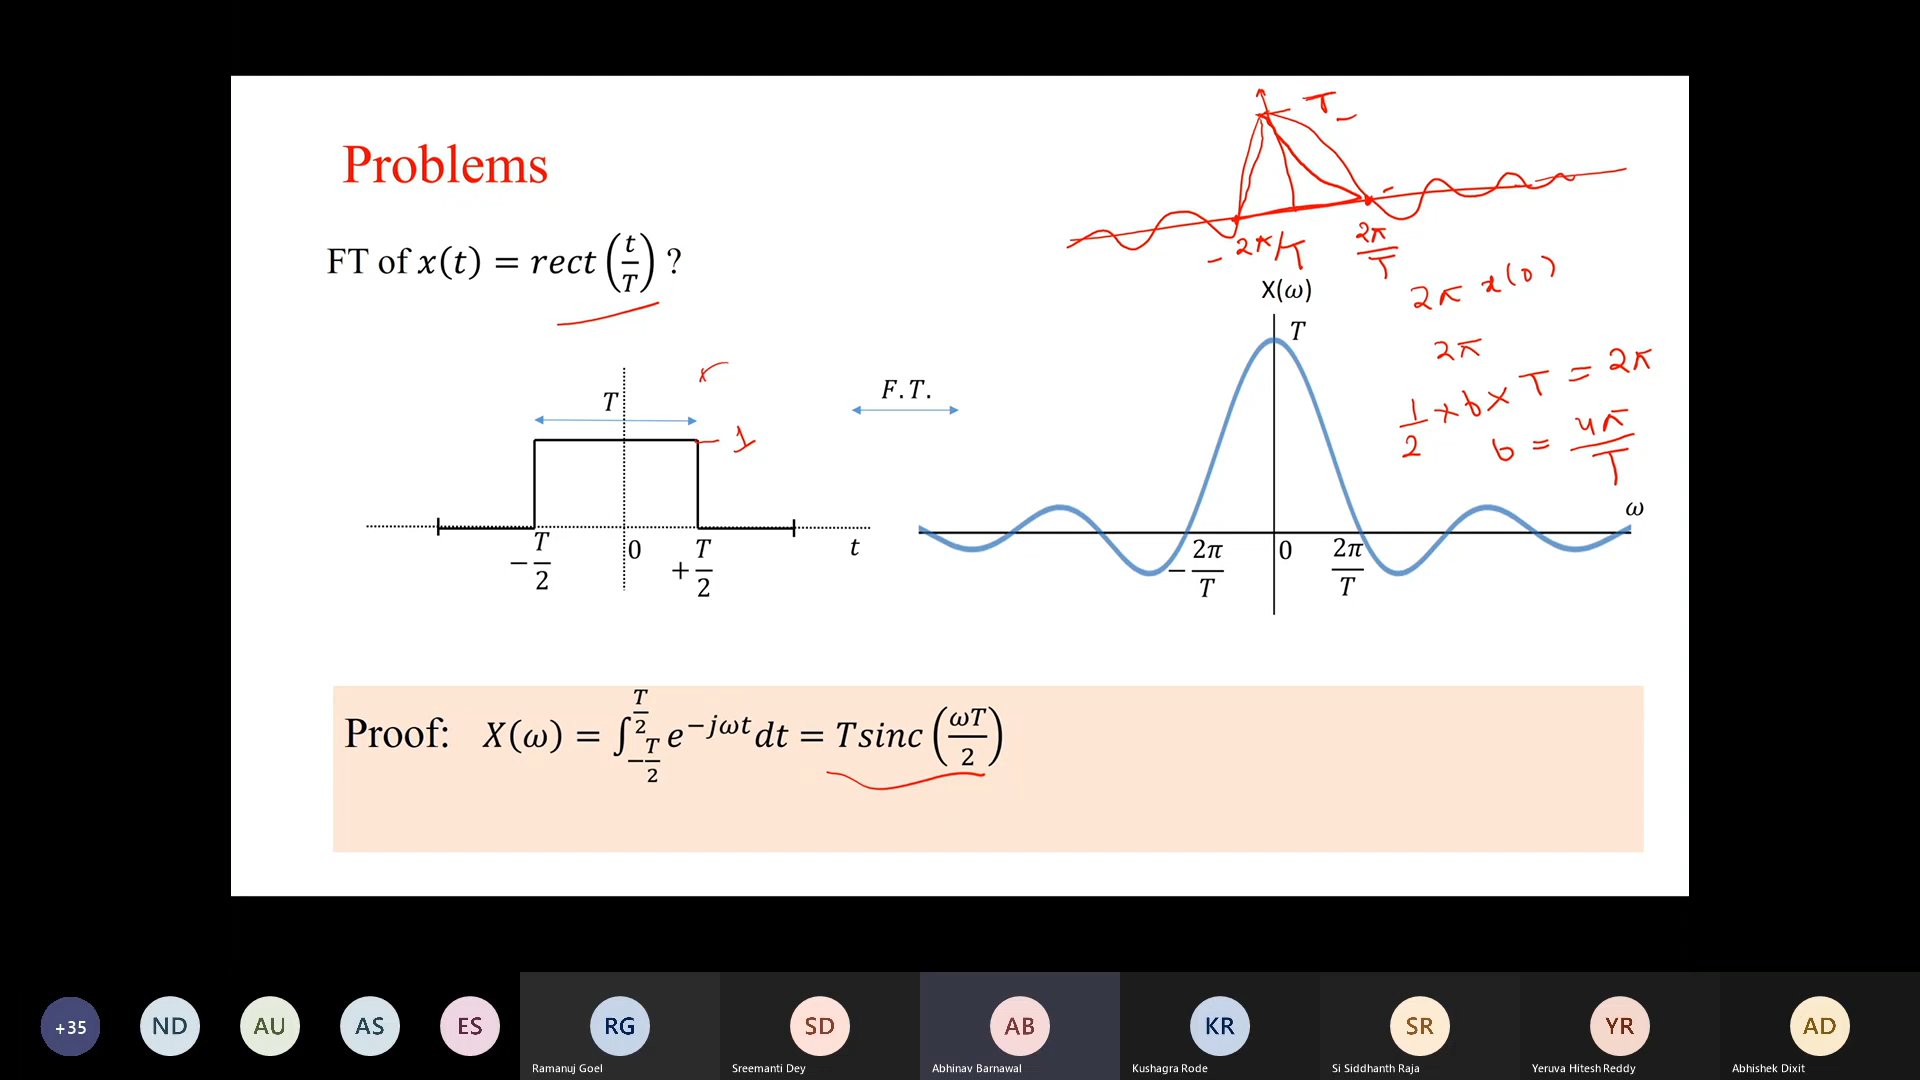 Problems
FT of x(t) = rect(t/T) ?
T
1
-T/2
0
+T/2
t
F.T.
T
-2π/T
2π/T
2π x(0)
2π
1/2 × b × T = 2π
b = 4π/T
X(ω)
T
ω
-2π/T
0
2π/T
Proof: X(ω) = ∫_{-T/2}^{T/2} e^{-jωt}dt = Tsinc(ωT/2)
+35
ND
AU
AS
ES
RG
SD
AB
KR
SR
YR
AD
Ramanuj Goel
Sreemanti Dey
Abhinav Barnawal
Kushagra Rode
Si Siddhanth Raja
Yeruva Hitesh Reddy
Abhishek Dixit